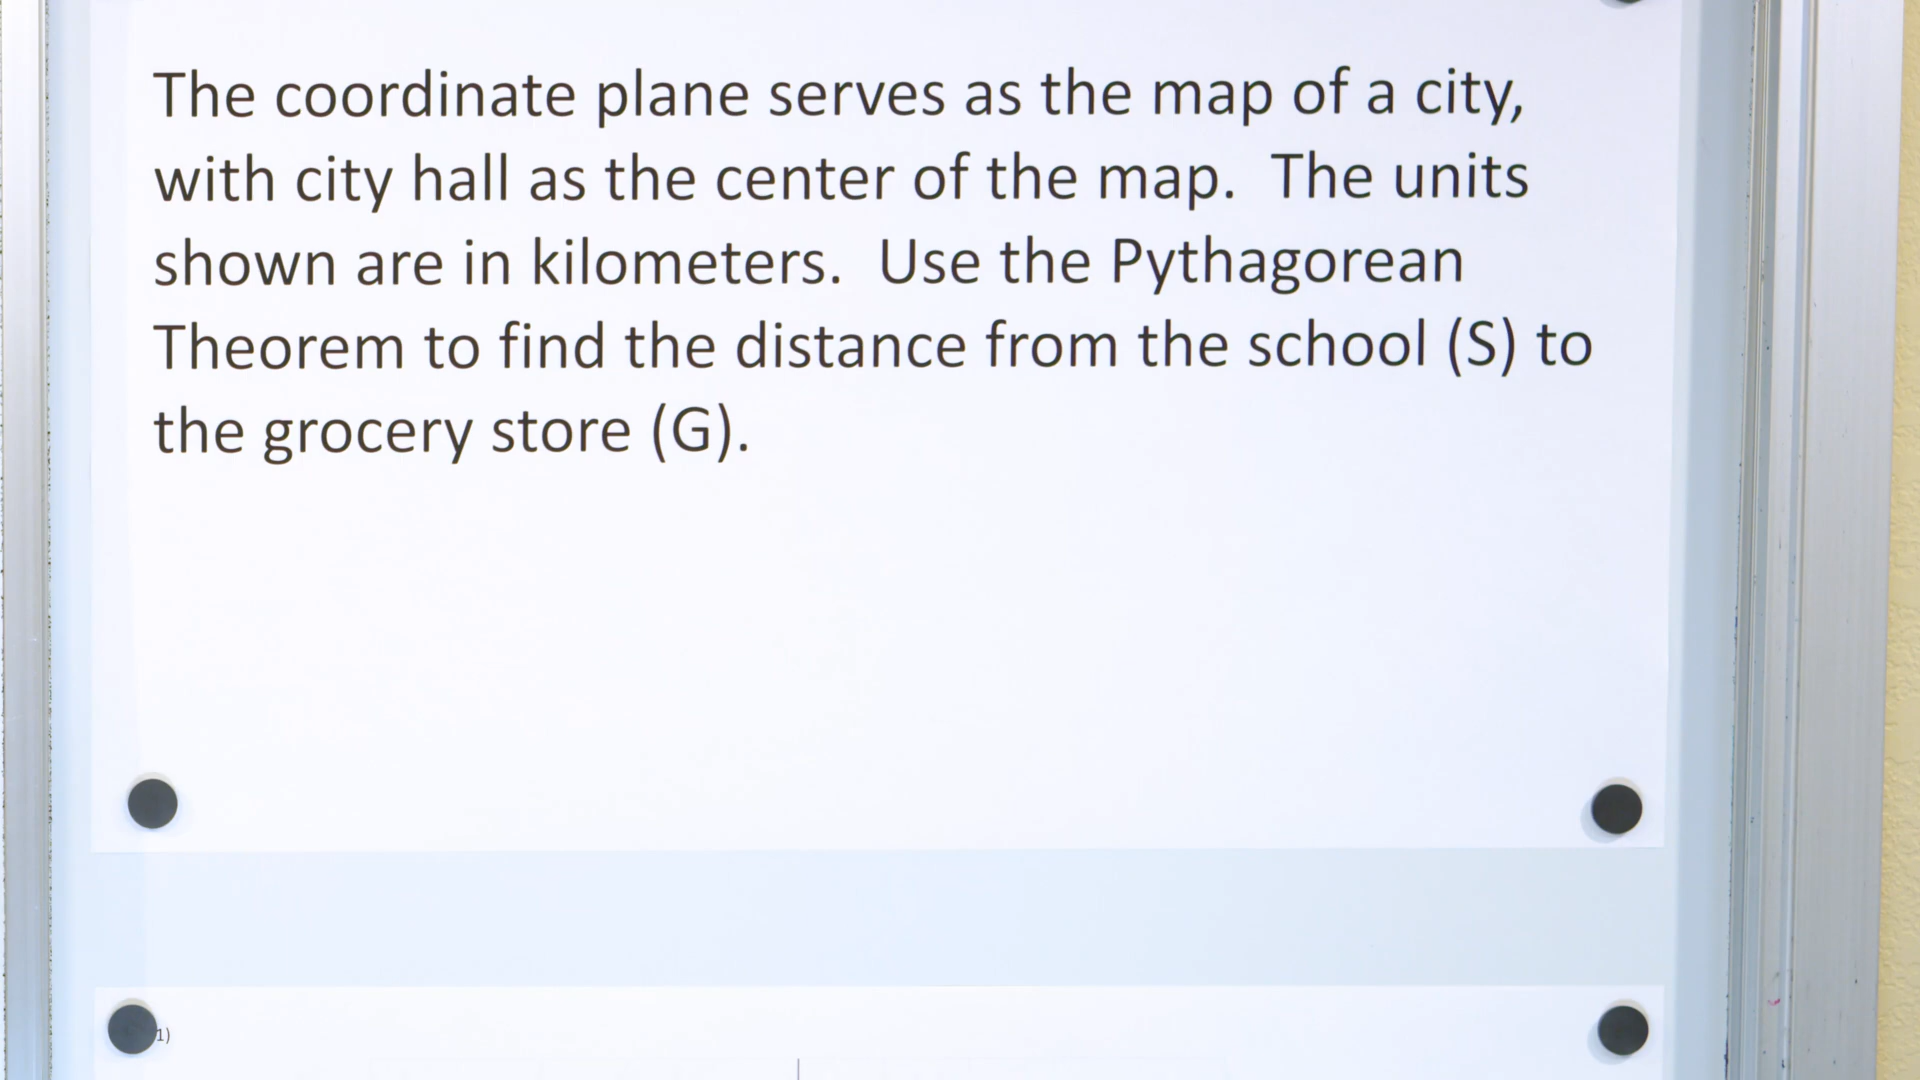 The coordinate plane serves as the map of a city,
with city hall as the center of the map.  The units
shown are in kilometers.  Use the Pythagorean
Theorem to find the distance from the school (S) to
the grocery store (G).
1)